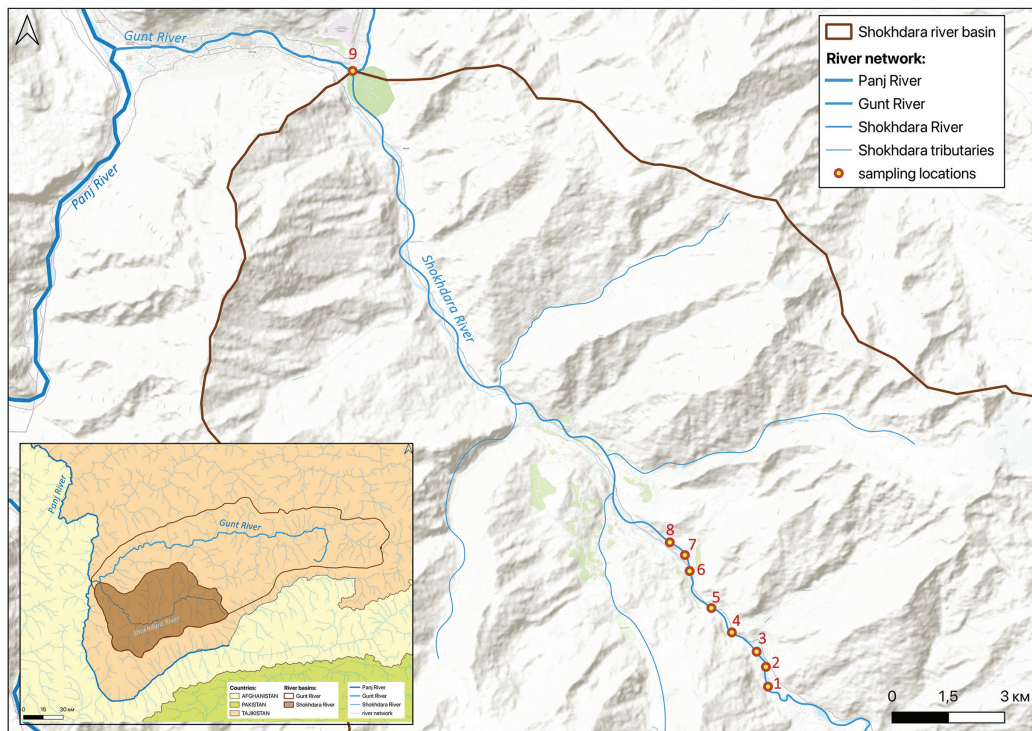 Gunt River
9
Panj River
Shokhdara River
Shokhdara river basin
River network:
Panj River
Gunt River
Shokhdara River
Shokhdara tributaries
sampling locations
8
7
6
5
4
3
2
1
0 1,5 3 км
Panj River
Gunt River
Shokhdara River
0 15 30 км
Countries:
AFGHANISTAN
PAKISTAN
TAJIKISTAN
River basins:
Gunt River
Shokhdara River
Panj River
Gunt River
Shokhdara River
river network